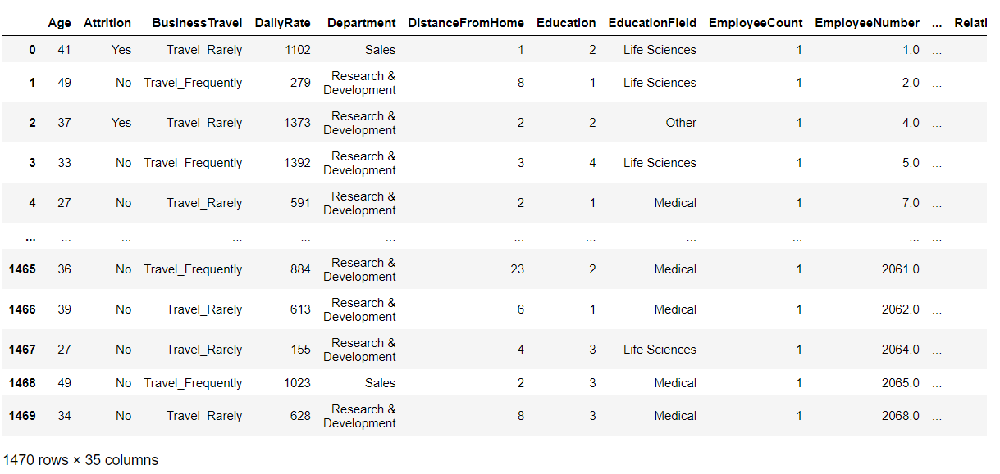 Age Attrition BusinessTravel DailyRate Department DistanceFromHome Education EducationField EmployeeCount EmployeeNumber ... Relati
0 41 Yes Travel_Rarely 1102 Sales 1 2 Life Sciences 1 1.0 ...
1 49 No Travel_Frequently 279 Research & Development 8 1 Life Sciences 1 2.0 ...
2 37 Yes Travel_Rarely 1373 Research & Development 2 2 Other 1 4.0 ...
3 33 No Travel_Frequently 1392 Research & Development 3 4 Life Sciences 1 5.0 ...
4 27 No Travel_Rarely 591 Research & Development 2 1 Medical 1 7.0 ...
... ... ... ... ... ... ... ... ... ... ... ...
1465 36 No Travel_Frequently 884 Research & Development 23 2 Medical 1 2061.0 ...
1466 39 No Travel_Rarely 613 Research & Development 6 1 Medical 1 2062.0 ...
1467 27 No Travel_Rarely 155 Research & Development 4 3 Life Sciences 1 2064.0 ...
1468 49 No Travel_Frequently 1023 Sales 2 3 Medical 1 2065.0 ...
1469 34 No Travel_Rarely 628 Research & Development 8 3 Medical 1 2068.0 ...
1470 rows × 35 columns